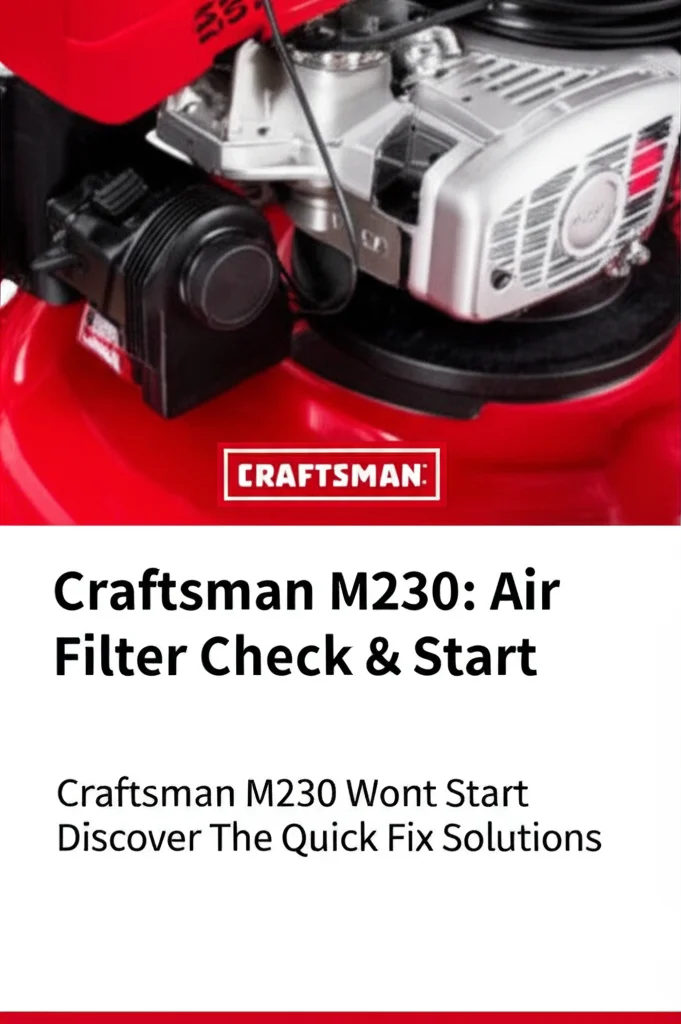 CRAFTSMAN
Craftsman M230: Air
Filter Check & Start
Craftsman M230 Wont Start
Discover The Quick Fix Solutions